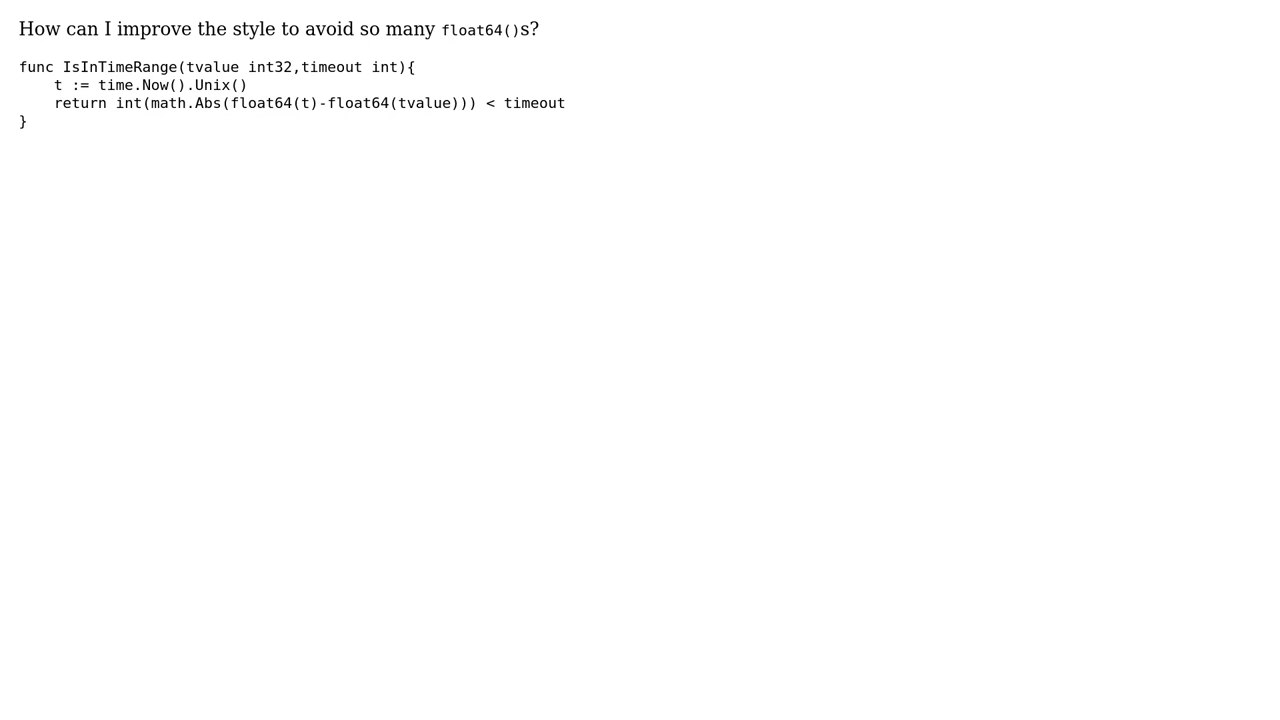 How can I improve the style to avoid so many float64()s?
func IsInTimeRange(tvalue int32,timeout int){
    t := time.Now().Unix()
    return int(math.Abs(float64(t)-float64(tvalue))) < timeout
}